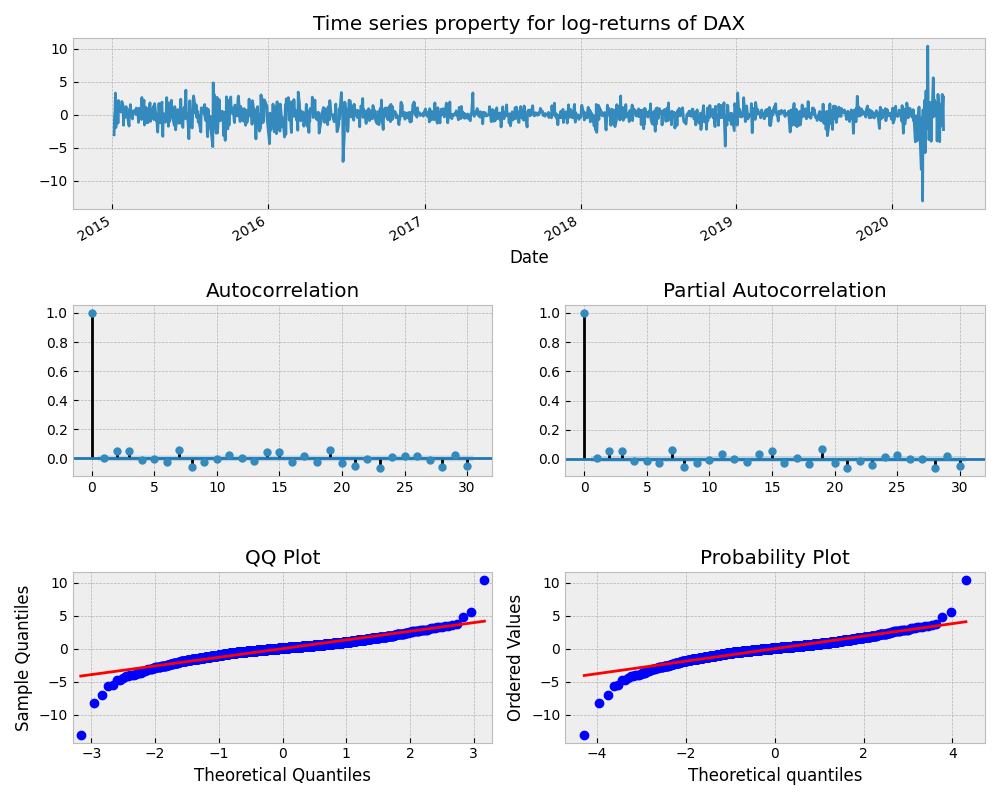 Time series property for log-returns of DAX
10
5
0
−5
−10
2015 2016 2017 2018 2019 2020
Date
Autocorrelation
1.0
0.8
0.6
0.4
0.2
0.0
0 5 10 15 20 25 30
Partial Autocorrelation
1.0
0.8
0.6
0.4
0.2
0.0
0 5 10 15 20 25 30
QQ Plot
Sample Quantiles
10
5
0
−5
−10
−3 −2 −1 0 1 2 3
Theoretical Quantiles
Probability Plot
Ordered Values
10
5
0
−5
−10
−4 −2 0 2 4
Theoretical quantiles